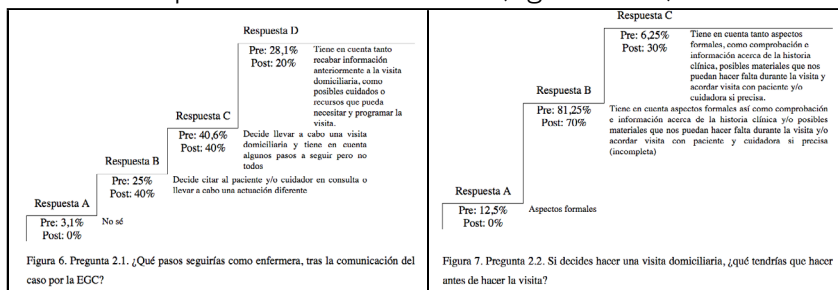 Respuesta D
Pre: 28,1%
Post: 20%
Tiene en cuenta tanto
recabar información
anteriormente a la visita
domiciliaria, como
posibles cuidados o
recursos que pueda
necesitar y programar la
visita.
Respuesta C
Pre: 40,6%
Post: 40%
Decide llevar a cabo una visita
domiciliaria y tiene en cuenta
algunos pasos a seguir pero no
todos
Respuesta B
Pre: 25%
Post: 40%
Decide citar al paciente y/o cuidador en consulta o
llevar a cabo una actuación diferente
Respuesta A
Pre: 3,1%
Post: 0%
No sé
Figura 6. Pregunta 2.1. ¿Qué pasos seguirías como enfermera, tras la comunicación del
caso por la EGC?
Respuesta C
Pre: 6,25%
Post: 30%
Tiene en cuenta tanto aspectos
formales, como comprobación e
información acerca de la historia
clínica, posibles materiales que nos
puedan hacer falta durante la visita y
acordar visita con paciente y/o
cuidadora si precisa.
Respuesta B
Pre: 81,25%
Post: 70%
Tiene en cuenta aspectos formales así como comprobación
e información acerca de la historia clínica y/o posibles
materiales que nos puedan hacer falta durante la visita y/o
acordar visita con paciente y cuidadora si precisa
(incompleta)
Respuesta A
Pre: 12,5%
Post: 0%
Aspectos formales
Figura 7. Pregunta 2.2. Si decides hacer una visita domiciliaria, ¿qué tendrías que hacer
antes de hacer la visita?